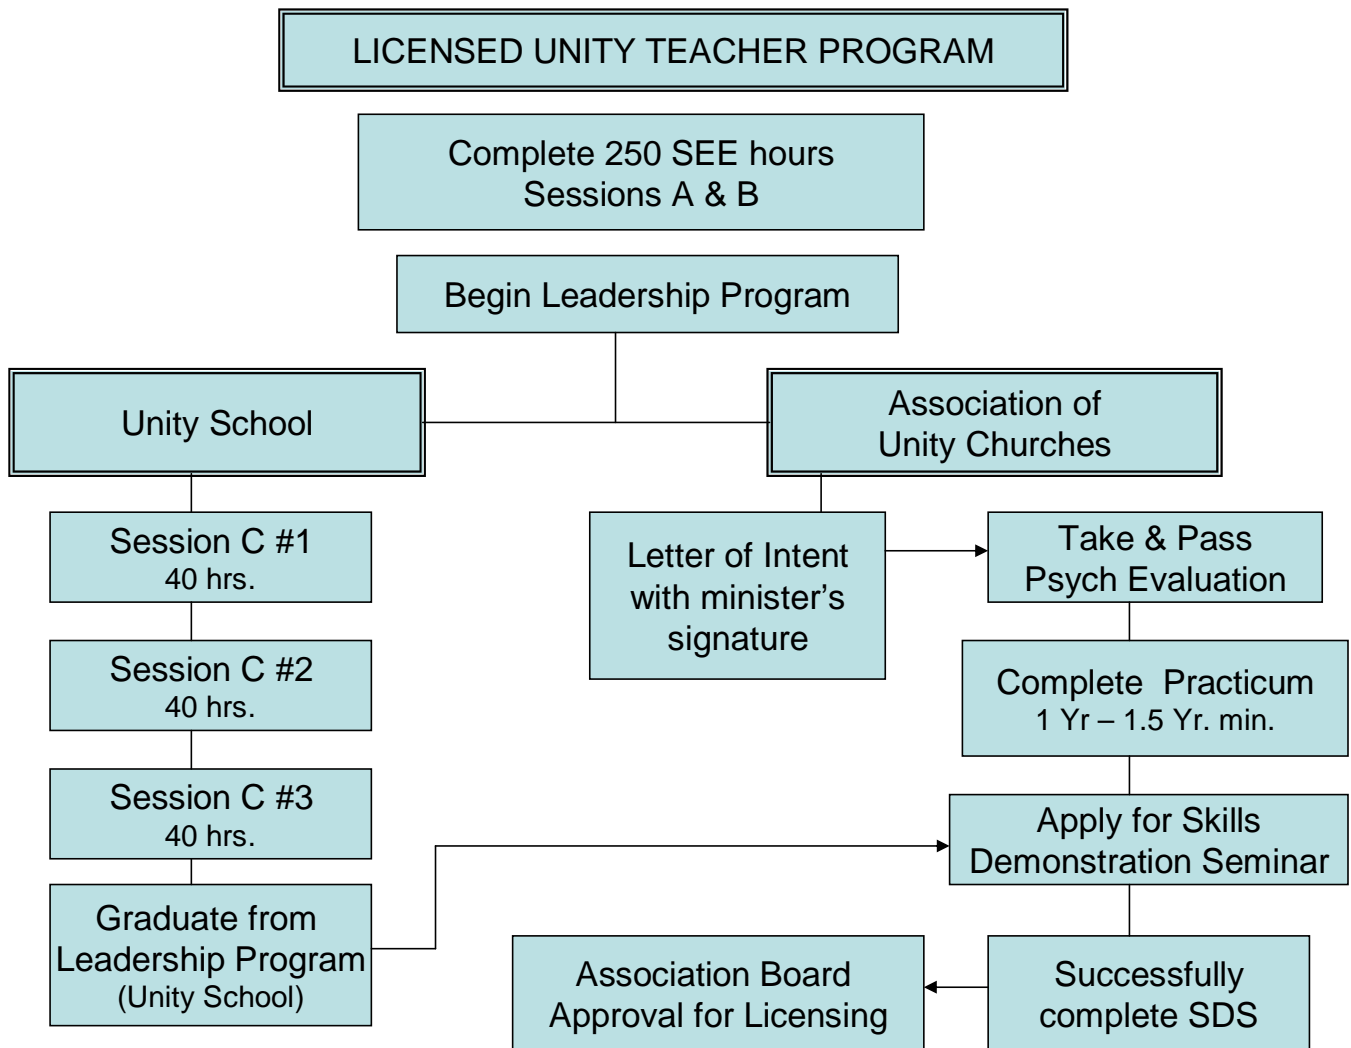 LICENSED UNITY TEACHER PROGRAM
Complete 250 SEE hours
Sessions A & B
Begin Leadership Program
Unity School
Association of
Unity Churches
Session C #1
40 hrs.
Session C #2
40 hrs.
Session C #3
40 hrs.
Graduate from
Leadership Program
(Unity School)
Letter of Intent
with minister’s
signature
Take & Pass
Psych Evaluation
Complete Practicum
1 Yr – 1.5 Yr. min.
Apply for Skills
Demonstration Seminar
Successfully
complete SDS
Association Board
Approval for Licensing